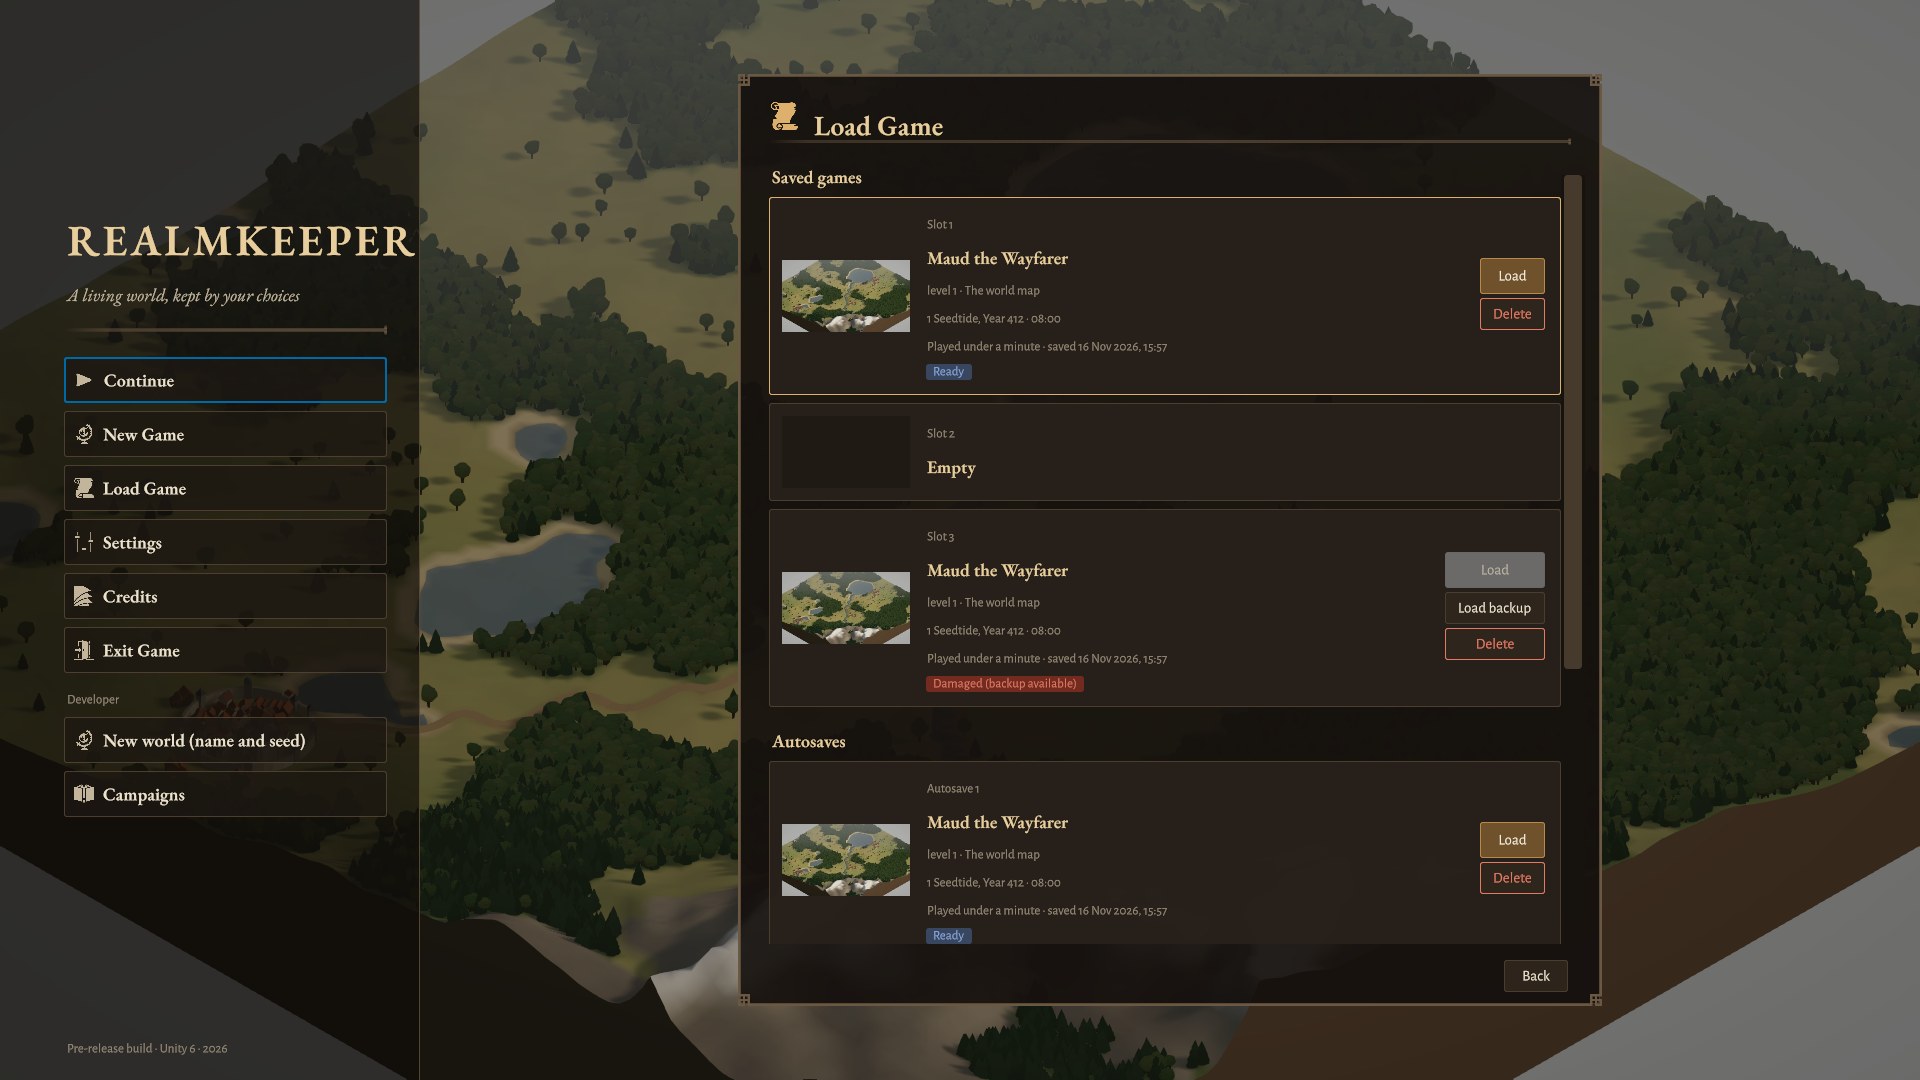 REALMKEEPER
A living world, kept by your choices
Continue
New Game
Load Game
Settings
Credits
Exit Game
Developer
New world (name and seed)
Campaigns
Pre-release build · Unity 6 · 2026
Load Game
Saved games
Slot 1
Maud the Wayfarer
level 1 · The world map
1 Seedtide, Year 412 · 08:00
Played under a minute · saved 16 Nov 2026, 15:57
Ready
Load
Delete
Slot 2
Empty
Slot 3
Maud the Wayfarer
level 1 · The world map
1 Seedtide, Year 412 · 08:00
Played under a minute · saved 16 Nov 2026, 15:57
Damaged (backup available)
Load
Load backup
Delete
Autosaves
Autosave 1
Maud the Wayfarer
level 1 · The world map
1 Seedtide, Year 412 · 08:00
Played under a minute · saved 16 Nov 2026, 15:57
Ready
Load
Delete
Back